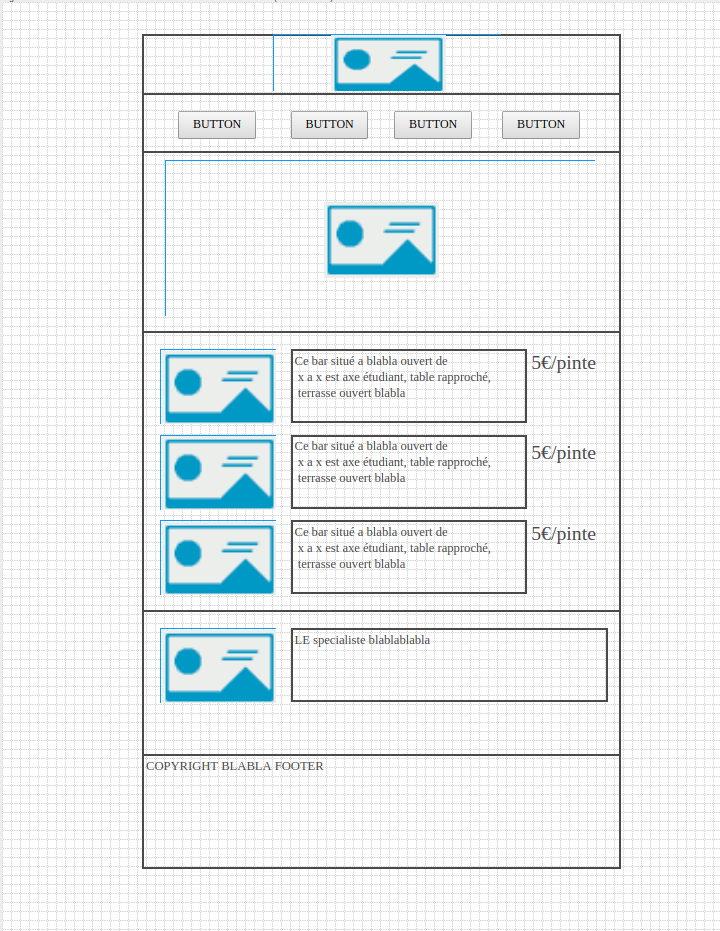 BUTTON BUTTON BUTTON BUTTON
Ce bar situé a blabla ouvert de
x a x est axe étudiant, table rapproché,
terrasse ouvert blabla
5€/pinte
Ce bar situé a blabla ouvert de
x a x est axe étudiant, table rapproché,
terrasse ouvert blabla
5€/pinte
Ce bar situé a blabla ouvert de
x a x est axe étudiant, table rapproché,
terrasse ouvert blabla
5€/pinte
LE specialiste blablablabla
COPYRIGHT BLABLA FOOTER